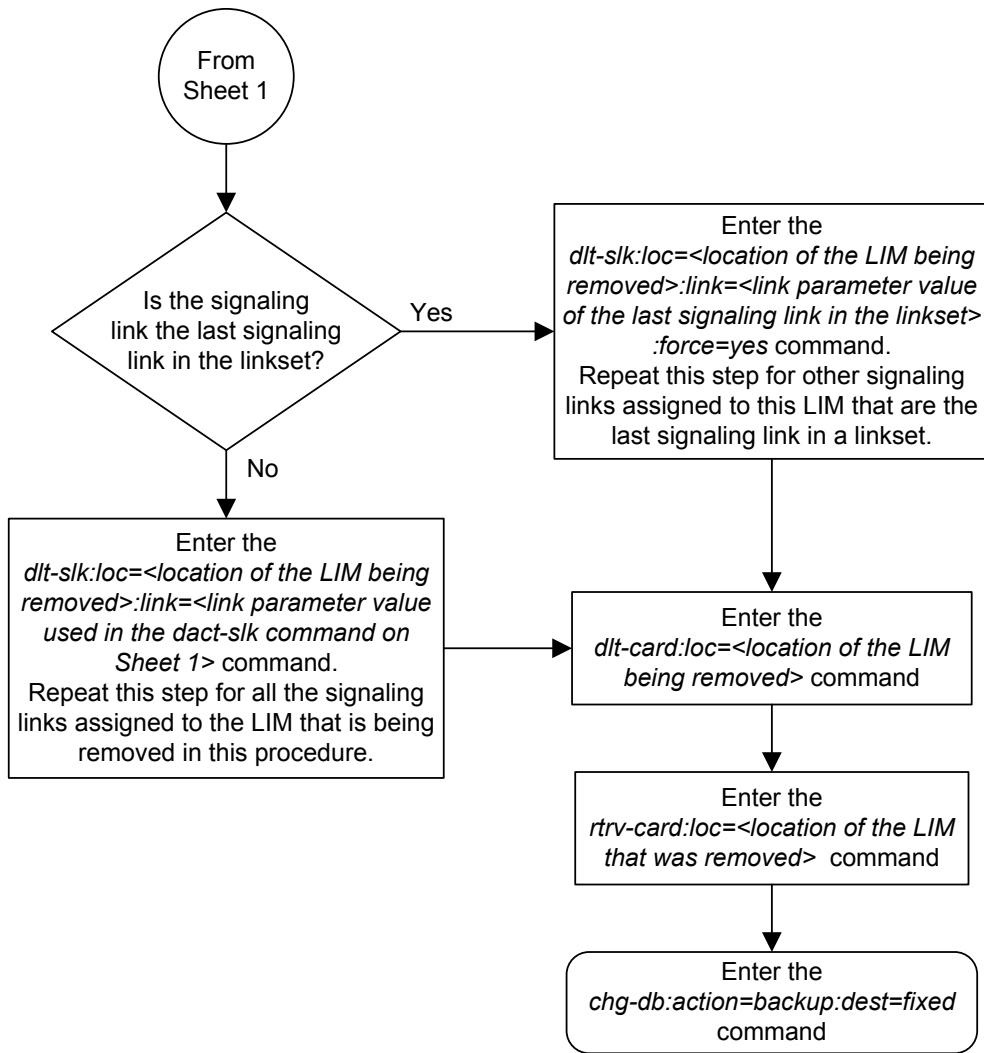 From
Sheet 1
Is the signaling
link the last signaling
link in the linkset?
Yes
No
Enter the
dlt-slk:loc=<location of the LIM being
removed>:link=<link parameter value
of the last signaling link in the linkset>
:force=yes command.
Repeat this step for other signaling
links assigned to this LIM that are the
last signaling link in a linkset.
Enter the
dlt-slk:loc=<location of the LIM being
removed>:link=<link parameter value
used in the dact-slk command on
Sheet 1> command.
Repeat this step for all the signaling
links assigned to the LIM that is being
removed in this procedure.
Enter the
dlt-card:loc=<location of the LIM
being removed> command
Enter the
rtrv-card:loc=<location of the LIM
that was removed> command
Enter the
chg-db:action=backup:dest=fixed
command